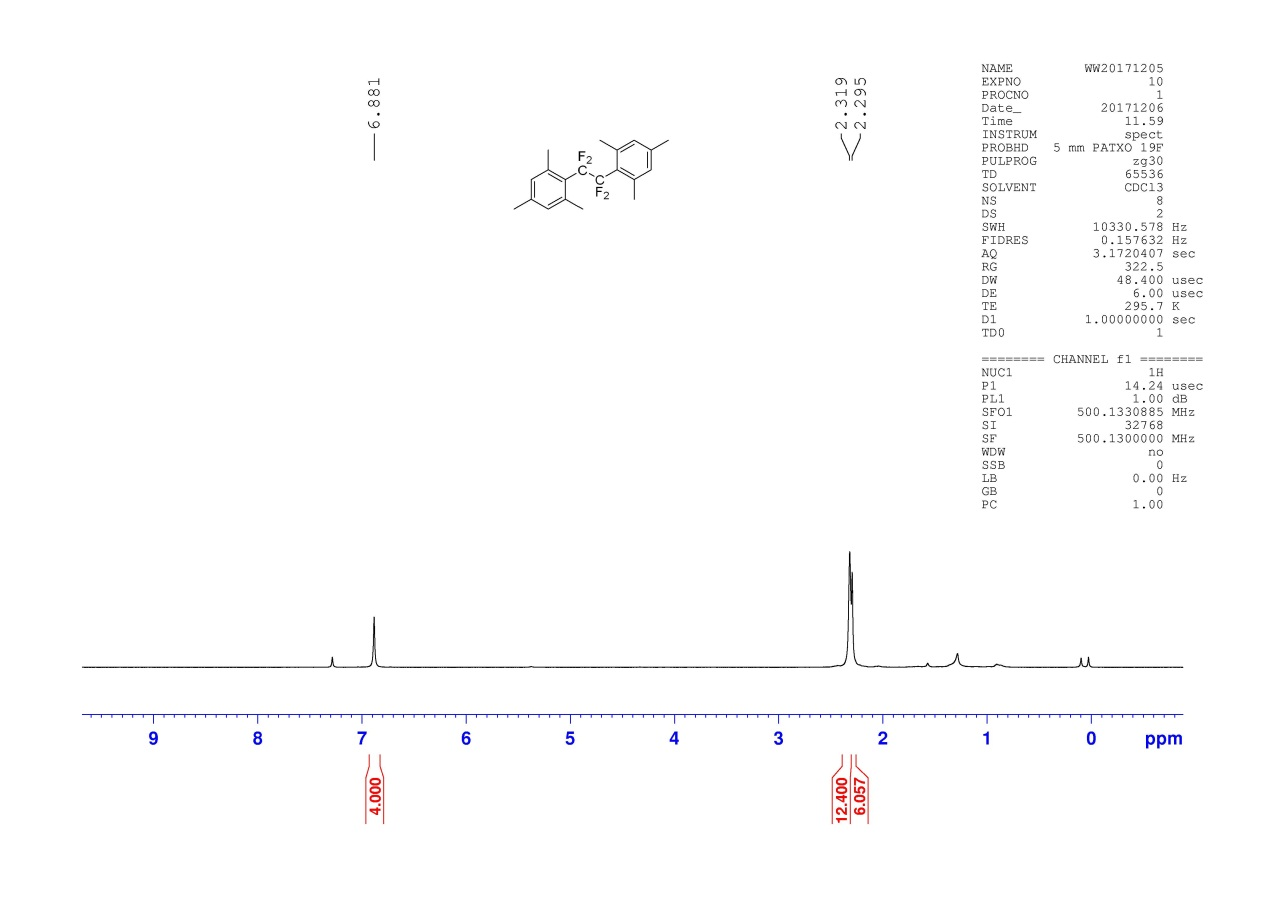 6.881
2.319
2.295
F2
C
C
F2
NAME WW20171205
EXPNO 10
PROCNO 1
Date_ 20171206
Time 11.59
INSTRUM spect
PROBHD 5 mm PATXO 19F
PULPROG zg30
TD 65536
SOLVENT CDCl3
NS 8
DS 2
SWH 10330.578 Hz
FIDRES 0.157632 Hz
AQ 3.1720407 sec
RG 322.5
DW 48.400 usec
DE 6.00 usec
TE 295.7 K
D1 1.00000000 sec
TD0 1
======== CHANNEL f1 ========
NUC1 1H
P1 14.24 usec
PL1 1.00 dB
SFO1 500.1330885 MHz
SI 32768
SF 500.1300000 MHz
WDW no
SSB 0
LB 0.00 Hz
GB 0
PC 1.00
9 8 7 6 5 4 3 2 1 0 ppm
4.000
12.400
6.057